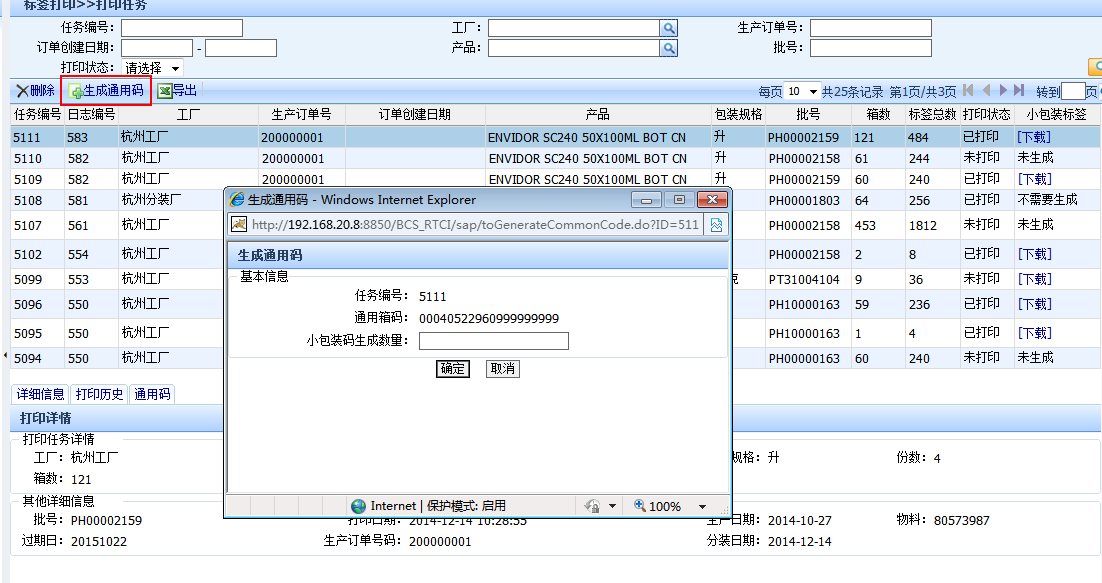 标签打印>>打印任务
任务编号： 工厂： 生产订单号：
订单创建日期： - 产品： 批号：
打印状态： 请选择
删除 生成通用码 导出 每页 10 共25条记录 第1页/共3页 转到 页
任务编号 日志编号 工厂 生产订单号 订单创建日期 产品 包装规格 批号 箱数 标签总数 打印状态 小包装标签
5111 583 杭州工厂 200000001 ENVIDOR SC240 50X100ML BOT CN 升 PH00002159 121 484 已打印 [下载]
5110 582 杭州工厂 200000001 ENVIDOR SC240 50X100ML BOT CN 升 PH00002158 61 244 未打印 未生成
5109 582 杭州工厂 200000001 ENVIDOR SC240 50X100ML BOT CN 升 PH00002159 60 240 已打印 [下载]
5108 581 杭州分装厂 PH00001803 64 256 未打印 不需要生成
5107 561 杭州工厂 PH00002158 453 1812 未打印 未生成
5102 554 杭州工厂 PH00002158 2 8 已打印 [下载]
5099 553 杭州工厂 克 PT31004104 9 36 未打印 [下载]
5096 550 杭州工厂 PH10000163 59 236 已打印 [下载]
5095 550 杭州工厂 PH10000163 1 4 已打印 [下载]
5094 550 杭州工厂 PH00000163 60 240 未打印 未生成
生成通用码 - Windows Internet Explorer
http://192.168.20.8:8850/BCS_RTCI/sap/toGenerateCommonCode.do?ID=511
生成通用码
基本信息
任务编号： 5111
通用箱码： 00040522960999999999
小包装码生成数量：
确定 取消
Internet | 保护模式: 启用 100%
详细信息 打印历史 通用码
打印详情
打印任务详情
工厂： 杭州工厂 规格： 升 份数： 4
箱数： 121
其他详细信息
批号： PH00002159 打印日期： 2014-12-14 10:28:55 生产日期： 2014-10-27 物料： 80573987
过期日： 20151022 生产订单号码： 200000001 分装日期： 2014-12-14